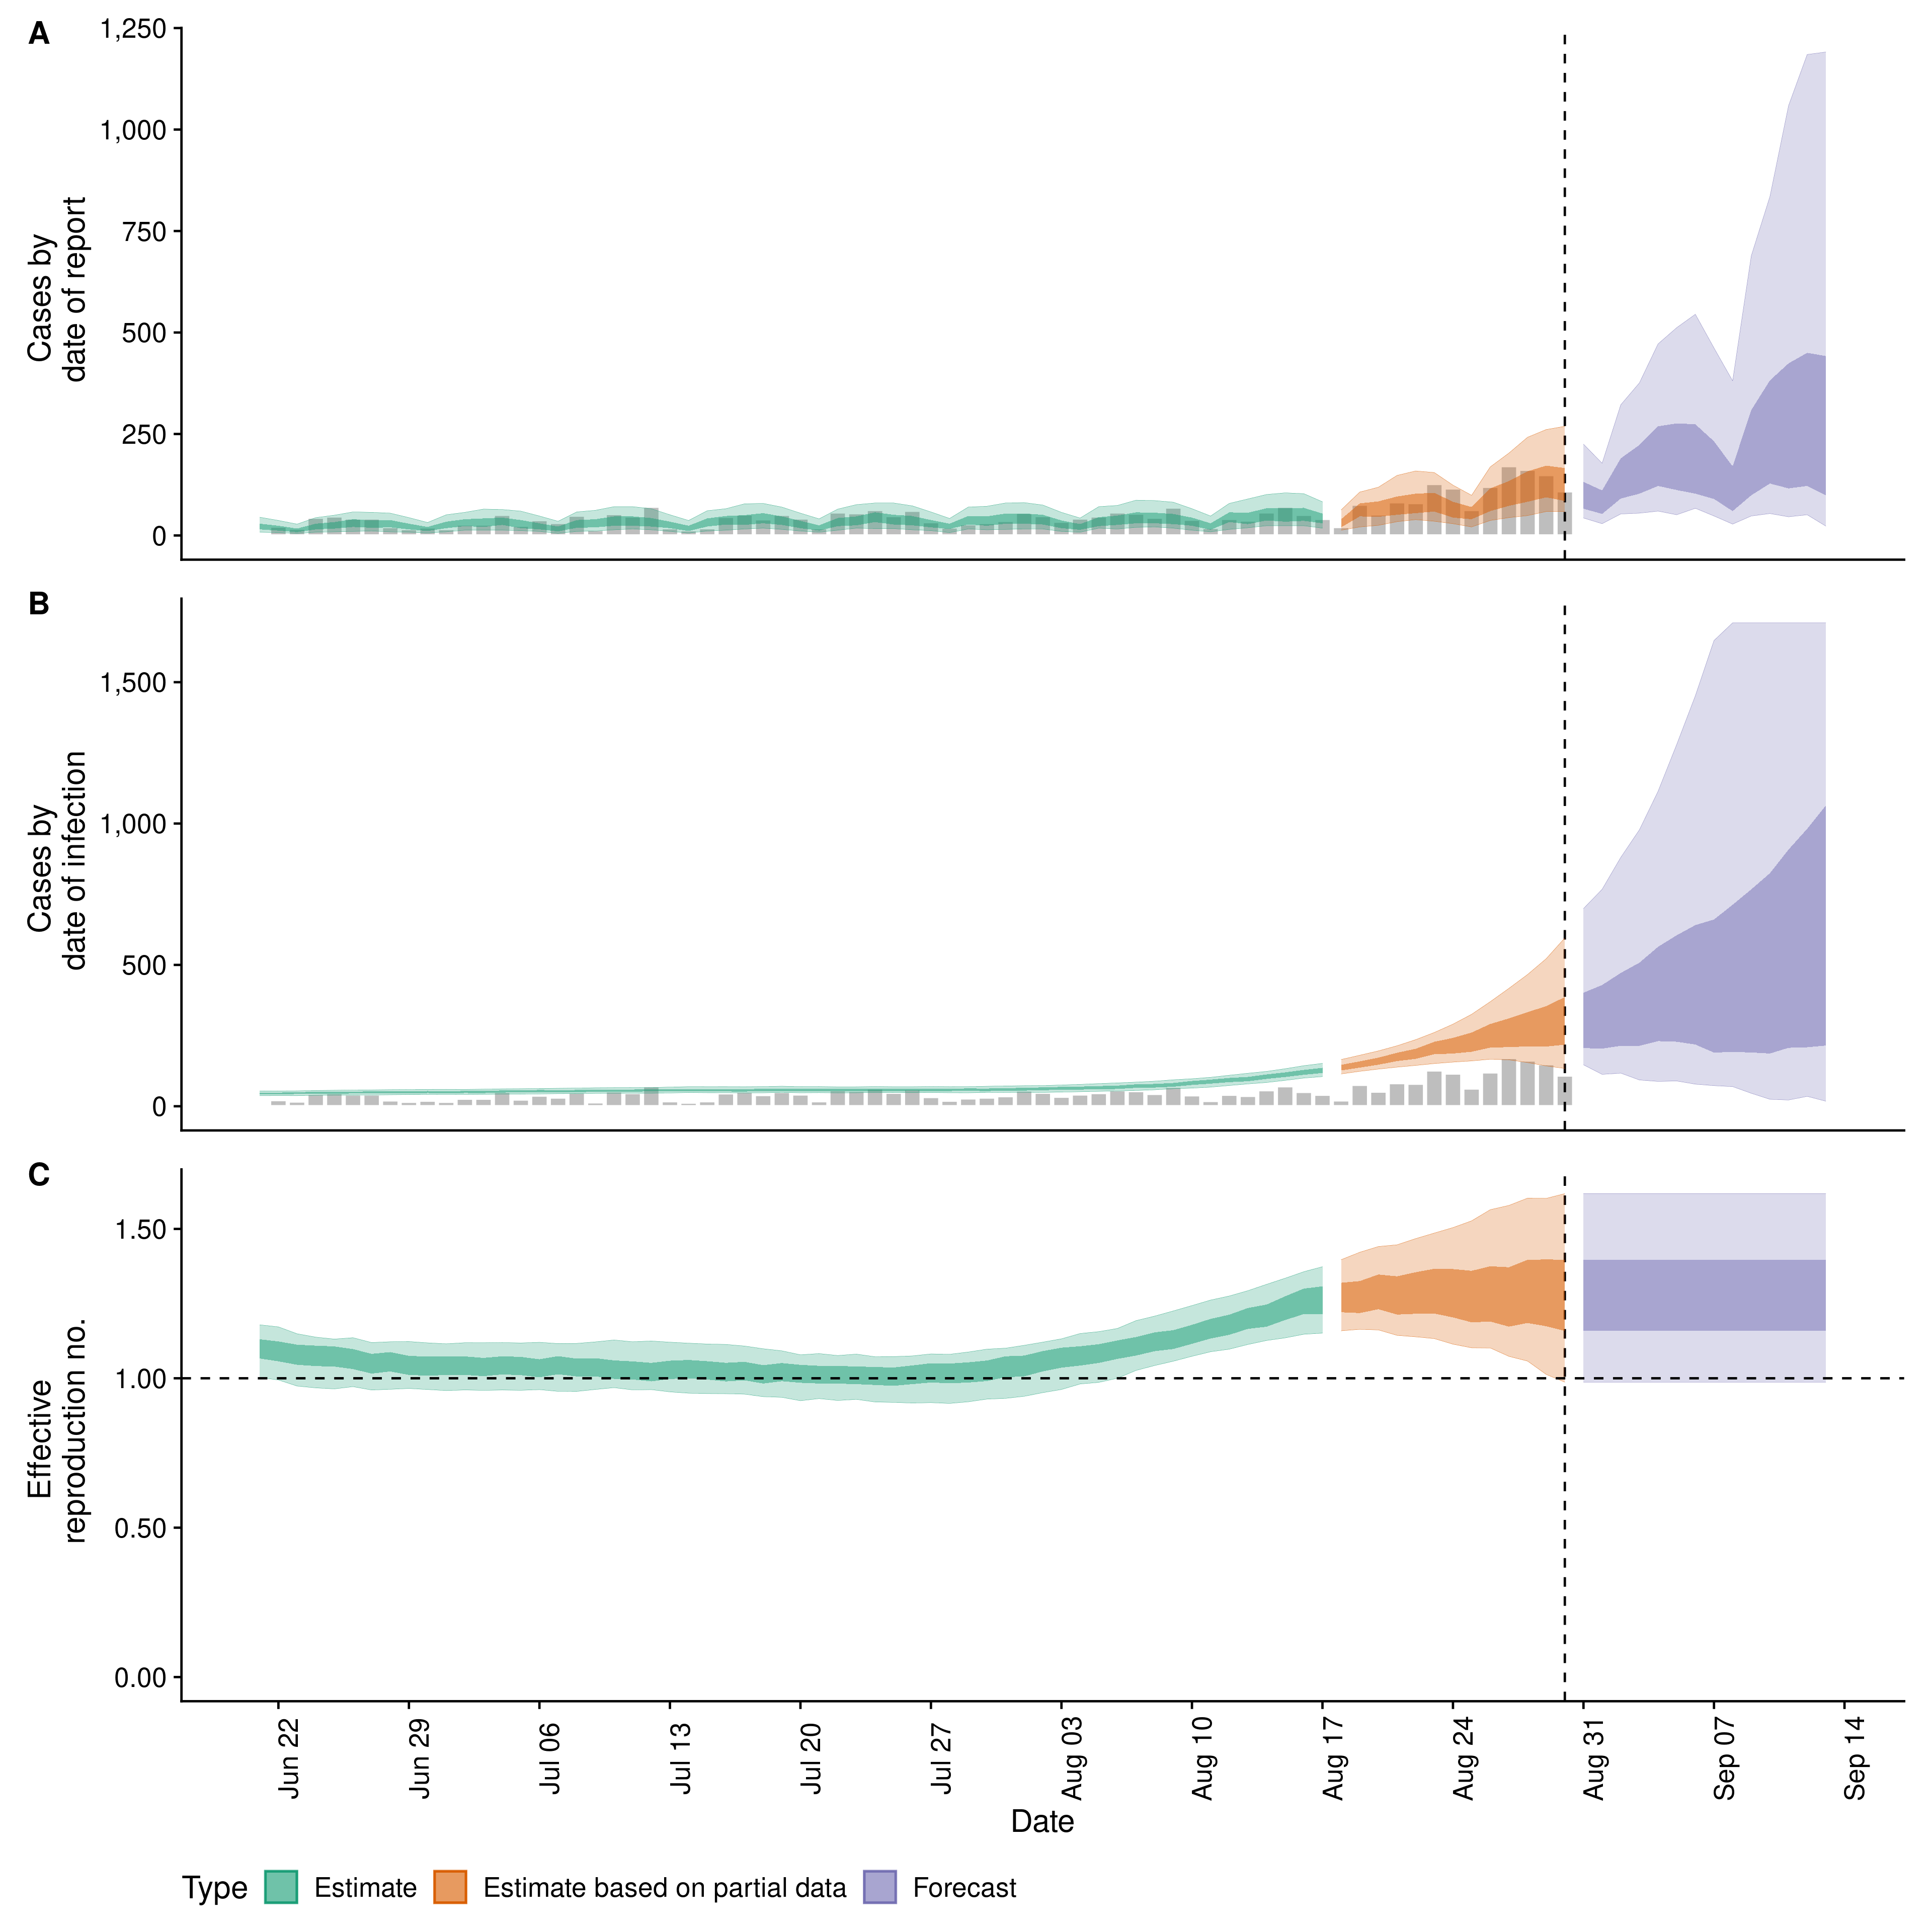 A
Cases by
date of report
1,250
1,000
750
500
250
0
B
Cases by
date of infection
1,500
1,000
500
0
C
Effective
reproduction no.
1.50
1.00
0.50
0.00
Jun 22
Jun 29
Jul 06
Jul 13
Jul 20
Jul 27
Aug 03
Aug 10
Aug 17
Aug 24
Aug 31
Sep 07
Sep 14
Date
Type Estimate Estimate based on partial data Forecast